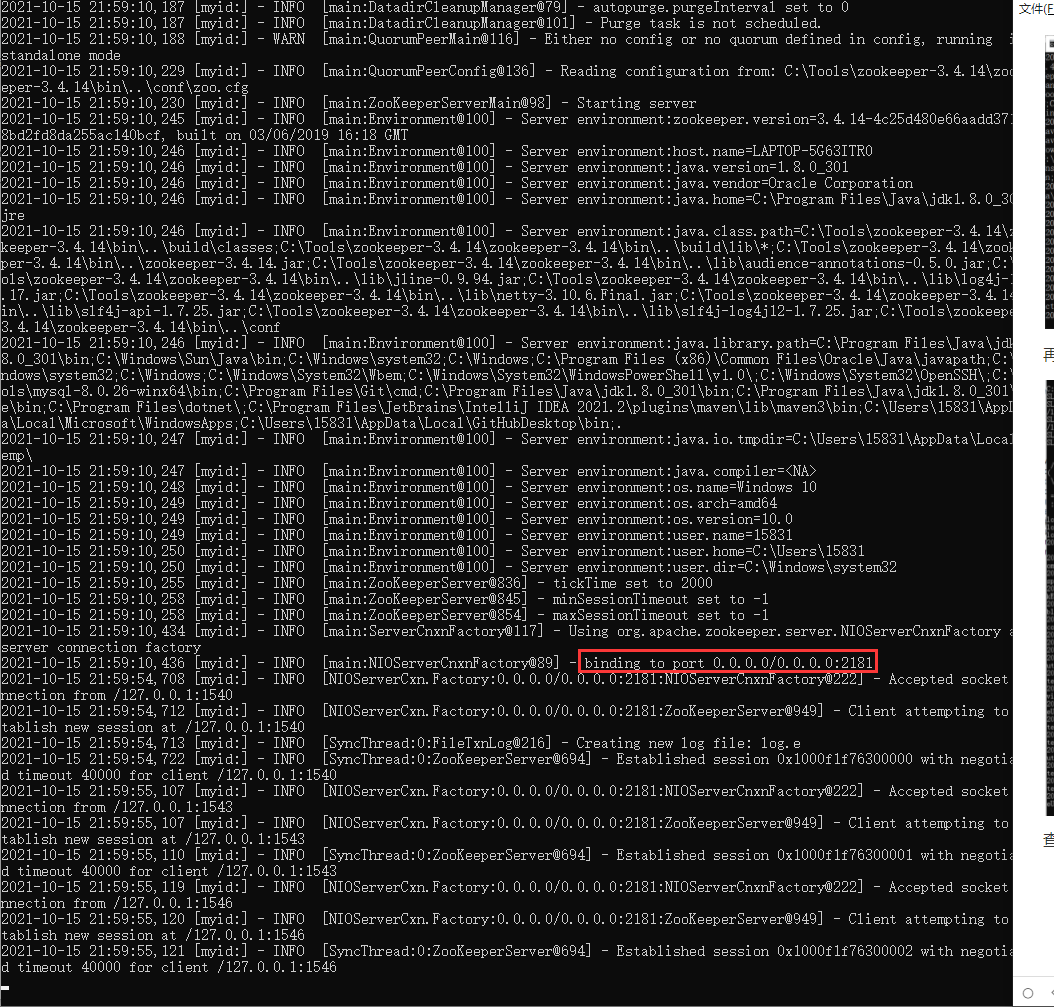 2021-10-15 21:59:10,187 [myid:] - INFO  [main:DatadirCleanupManager@79] - autopurge.purgeInterval set to 0
2021-10-15 21:59:10,187 [myid:] - INFO  [main:DatadirCleanupManager@101] - Purge task is not scheduled.
2021-10-15 21:59:10,188 [myid:] - WARN  [main:QuorumPeerMain@116] - Either no config or no quorum defined in config, running  i
standalone mode
2021-10-15 21:59:10,229 [myid:] - INFO  [main:QuorumPeerConfig@136] - Reading configuration from: C:\Tools\zookeeper-3.4.14\zoo
eper-3.4.14\bin\..\conf\zoo.cfg
2021-10-15 21:59:10,230 [myid:] - INFO  [main:ZooKeeperServerMain@98] - Starting server
2021-10-15 21:59:10,245 [myid:] - INFO  [main:Environment@100] - Server environment:zookeeper.version=3.4.14-4c25d480e66aadd371
8bd2fd8da255ac140bcf, built on 03/06/2019 16:18 GMT
2021-10-15 21:59:10,246 [myid:] - INFO  [main:Environment@100] - Server environment:host.name=LAPTOP-5G63ITR0
2021-10-15 21:59:10,246 [myid:] - INFO  [main:Environment@100] - Server environment:java.version=1.8.0_301
2021-10-15 21:59:10,246 [myid:] - INFO  [main:Environment@100] - Server environment:java.vendor=Oracle Corporation
2021-10-15 21:59:10,246 [myid:] - INFO  [main:Environment@100] - Server environment:java.home=C:\Program Files\Java\jdk1.8.0_30
jre
2021-10-15 21:59:10,246 [myid:] - INFO  [main:Environment@100] - Server environment:java.class.path=C:\Tools\zookeeper-3.4.14\z
keeper-3.4.14\bin\..\build\classes;C:\Tools\zookeeper-3.4.14\zookeeper-3.4.14\bin\..\build\lib\*;C:\Tools\zookeeper-3.4.14\zook
per-3.4.14\bin\..\zookeeper-3.4.14.jar;C:\Tools\zookeeper-3.4.14\zookeeper-3.4.14\bin\..\lib\audience-annotations-0.5.0.jar;C:\
ols\zookeeper-3.4.14\zookeeper-3.4.14\bin\..\lib\jline-0.9.94.jar;C:\Tools\zookeeper-3.4.14\zookeeper-3.4.14\bin\..\lib\log4j-1
.17.jar;C:\Tools\zookeeper-3.4.14\zookeeper-3.4.14\bin\..\lib\netty-3.10.6.Final.jar;C:\Tools\zookeeper-3.4.14\zookeeper-3.4.14
in\..\lib\slf4j-api-1.7.25.jar;C:\Tools\zookeeper-3.4.14\zookeeper-3.4.14\bin\..\lib\slf4j-log4j12-1.7.25.jar;C:\Tools\zookeeper
3.4.14\zookeeper-3.4.14\bin\..\conf
2021-10-15 21:59:10,246 [myid:] - INFO  [main:Environment@100] - Server environment:java.library.path=C:\Program Files\Java\jdk
8.0_301\bin;C:\Windows\Sun\Java\bin;C:\Windows\system32;C:\Windows;C:\Program Files (x86)\Common Files\Oracle\Java\javapath;C:\
ndows\system32;C:\Windows;C:\Windows\System32\Wbem;C:\Windows\System32\WindowsPowerShell\v1.0\;C:\Windows\System32\OpenSSH\;C:\
ols\mysql-8.0.26-winx64\bin;C:\Program Files\Git\cmd;C:\Program Files\Java\jdk1.8.0_301\bin;C:\Program Files\Java\jdk1.8.0_301\
e\bin;C:\Program Files\dotnet\;C:\Program Files\JetBrains\IntelliJ IDEA 2021.2\plugins\maven\lib\maven3\bin;C:\Users\15831\AppD
a\Local\Microsoft\WindowsApps;C:\Users\15831\AppData\Local\GitHubDesktop\bin;.
2021-10-15 21:59:10,247 [myid:] - INFO  [main:Environment@100] - Server environment:java.io.tmpdir=C:\Users\15831\AppData\Local
emp\
2021-10-15 21:59:10,247 [myid:] - INFO  [main:Environment@100] - Server environment:java.compiler=<NA>
2021-10-15 21:59:10,248 [myid:] - INFO  [main:Environment@100] - Server environment:os.name=Windows 10
2021-10-15 21:59:10,249 [myid:] - INFO  [main:Environment@100] - Server environment:os.arch=amd64
2021-10-15 21:59:10,249 [myid:] - INFO  [main:Environment@100] - Server environment:os.version=10.0
2021-10-15 21:59:10,249 [myid:] - INFO  [main:Environment@100] - Server environment:user.name=15831
2021-10-15 21:59:10,250 [myid:] - INFO  [main:Environment@100] - Server environment:user.home=C:\Users\15831
2021-10-15 21:59:10,250 [myid:] - INFO  [main:Environment@100] - Server environment:user.dir=C:\Windows\system32
2021-10-15 21:59:10,255 [myid:] - INFO  [main:ZooKeeperServer@836] - tickTime set to 2000
2021-10-15 21:59:10,258 [myid:] - INFO  [main:ZooKeeperServer@845] - minSessionTimeout set to -1
2021-10-15 21:59:10,258 [myid:] - INFO  [main:ZooKeeperServer@854] - maxSessionTimeout set to -1
2021-10-15 21:59:10,434 [myid:] - INFO  [main:ServerCnxnFactory@117] - Using org.apache.zookeeper.server.NIOServerCnxnFactory a
server connection factory
2021-10-15 21:59:10,436 [myid:] - INFO  [main:NIOServerCnxnFactory@89] - binding to port 0.0.0.0/0.0.0.0:2181
2021-10-15 21:59:54,708 [myid:] - INFO  [NIOServerCxn.Factory:0.0.0.0/0.0.0.0:2181:NIOServerCnxnFactory@222] - Accepted socket
nnection from /127.0.0.1:1540
2021-10-15 21:59:54,712 [myid:] - INFO  [NIOServerCxn.Factory:0.0.0.0/0.0.0.0:2181:ZooKeeperServer@949] - Client attempting to
tablish new session at /127.0.0.1:1540
2021-10-15 21:59:54,713 [myid:] - INFO  [SyncThread:0:FileTxnLog@216] - Creating new log file: log.e
2021-10-15 21:59:54,722 [myid:] - INFO  [SyncThread:0:ZooKeeperServer@694] - Established session 0x1000f1f76300000 with negotia
d timeout 40000 for client /127.0.0.1:1540
2021-10-15 21:59:55,107 [myid:] - INFO  [NIOServerCxn.Factory:0.0.0.0/0.0.0.0:2181:NIOServerCnxnFactory@222] - Accepted socket
nnection from /127.0.0.1:1543
2021-10-15 21:59:55,107 [myid:] - INFO  [NIOServerCxn.Factory:0.0.0.0/0.0.0.0:2181:ZooKeeperServer@949] - Client attempting to
tablish new session at /127.0.0.1:1543
2021-10-15 21:59:55,110 [myid:] - INFO  [SyncThread:0:ZooKeeperServer@694] - Established session 0x1000f1f76300001 with negotia
d timeout 40000 for client /127.0.0.1:1543
2021-10-15 21:59:55,119 [myid:] - INFO  [NIOServerCxn.Factory:0.0.0.0/0.0.0.0:2181:NIOServerCnxnFactory@222] - Accepted socket
nnection from /127.0.0.1:1546
2021-10-15 21:59:55,120 [myid:] - INFO  [NIOServerCxn.Factory:0.0.0.0/0.0.0.0:2181:ZooKeeperServer@949] - Client attempting to
tablish new session at /127.0.0.1:1546
2021-10-15 21:59:55,121 [myid:] - INFO  [SyncThread:0:ZooKeeperServer@694] - Established session 0x1000f1f76300002 with negotia
d timeout 40000 for client /127.0.0.1:1546
文件(F
再
查